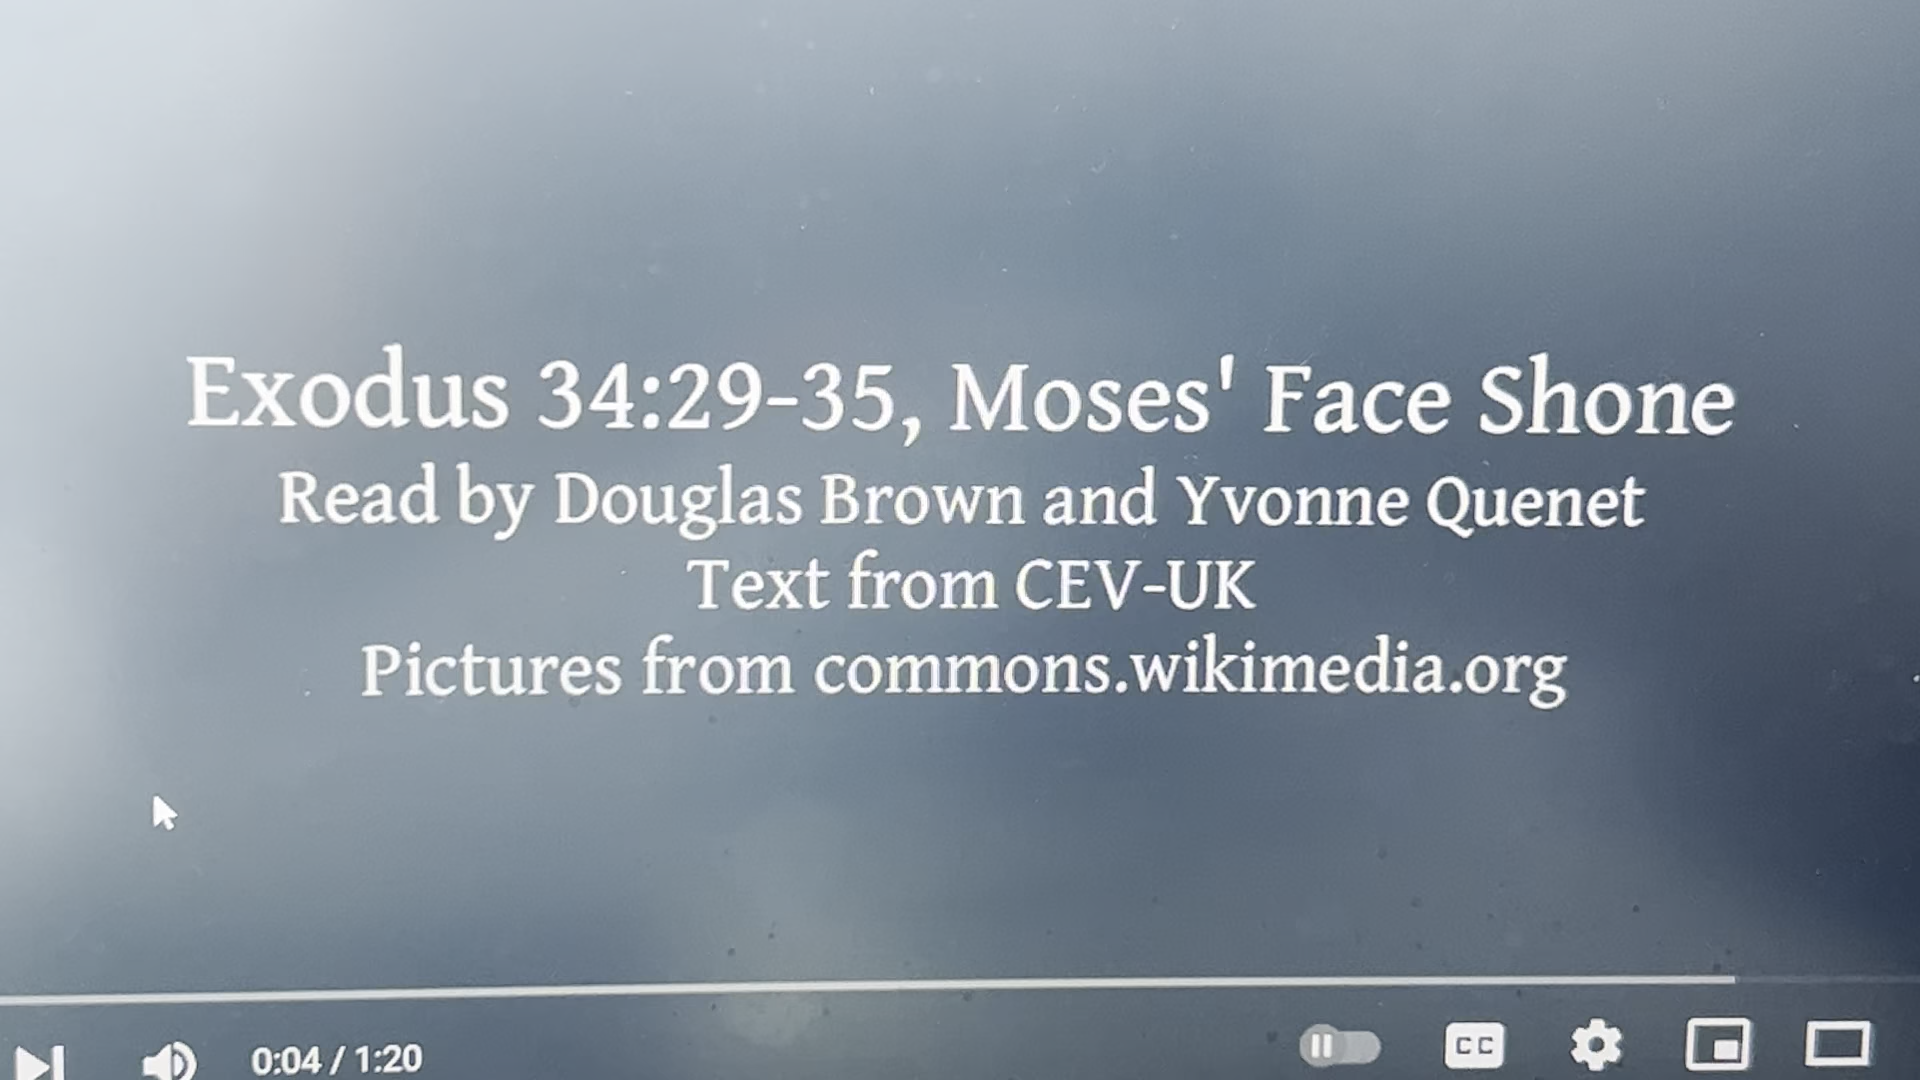 Exodus 34:29-35, Moses' Face Shone
Read by Douglas Brown and Yvonne Quenet
Text from CEV-UK
Pictures from commons.wikimedia.org
0:04 / 1:20
CC